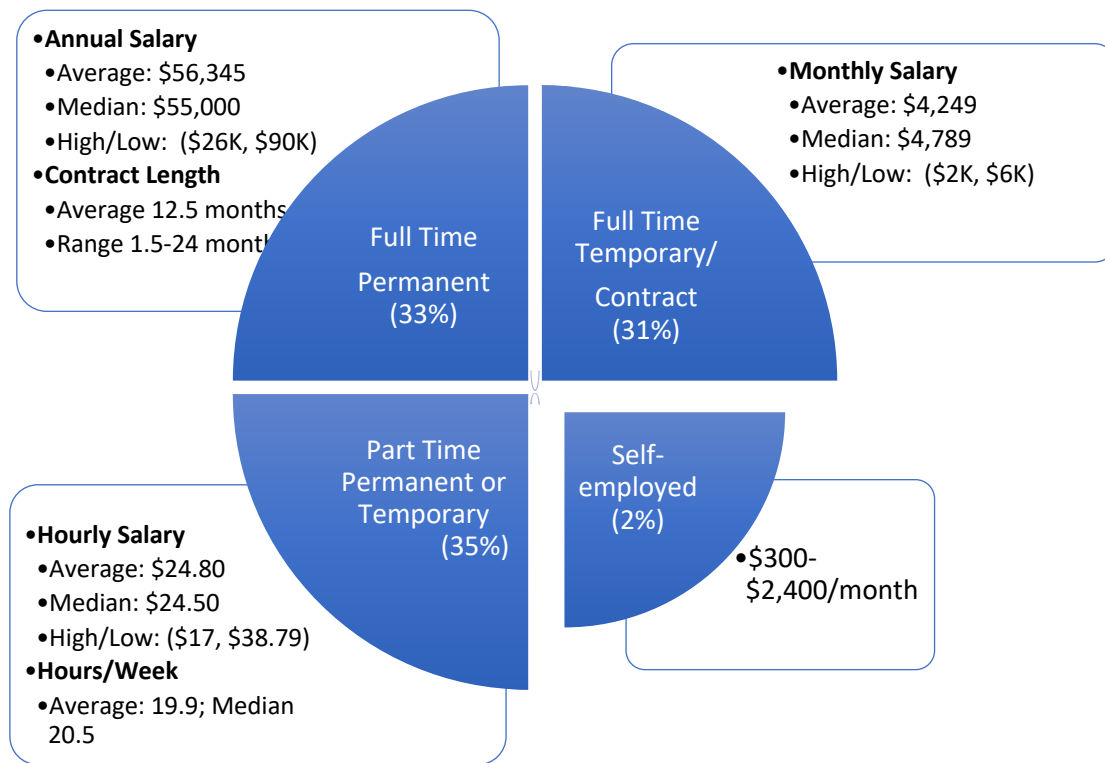 •Annual Salary
•Average: $56,345
•Median: $55,000
•High/Low:  ($26K, $90K)
•Contract Length
•Average 12.5 months
•Range 1.5-24 month
Full Time
Permanent
(33%)
•Monthly Salary
•Average: $4,249
•Median: $4,789
•High/Low:  ($2K, $6K)
Full Time
Temporary/
Contract
(31%)
Part Time
Permanent or
Temporary
(35%)
•Hourly Salary
•Average: $24.80
•Median: $24.50
•High/Low: ($17, $38.79)
•Hours/Week
•Average: 19.9; Median
20.5
Self-
employed
(2%)
•$300-
$2,400/month